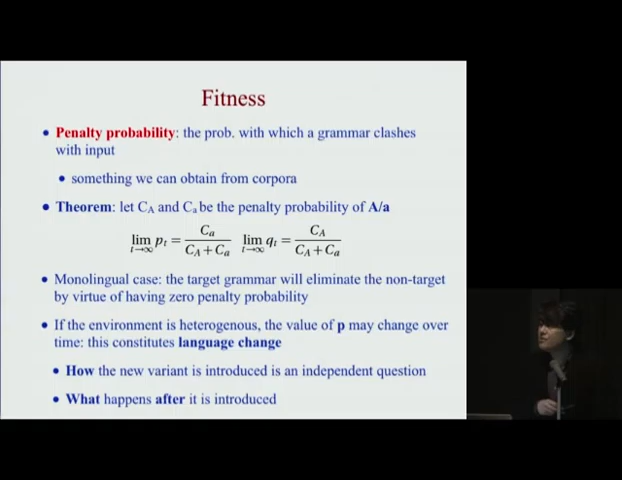 Fitness
• Penalty probability: the prob. with which a grammar clashes
with input
• something we can obtain from corpora
• Theorem: let C_A and C_a be the penalty probability of A/a
lim_{t→∞} p_t = C_a / (C_A + C_a)   lim_{t→∞} q_t = C_A / (C_A + C_a)
• Monolingual case: the target grammar will eliminate the non-target
by virtue of having zero penalty probability
• If the environment is heterogenous, the value of p may change over
time: this constitutes language change
• How the new variant is introduced is an independent question
• What happens after it is introduced